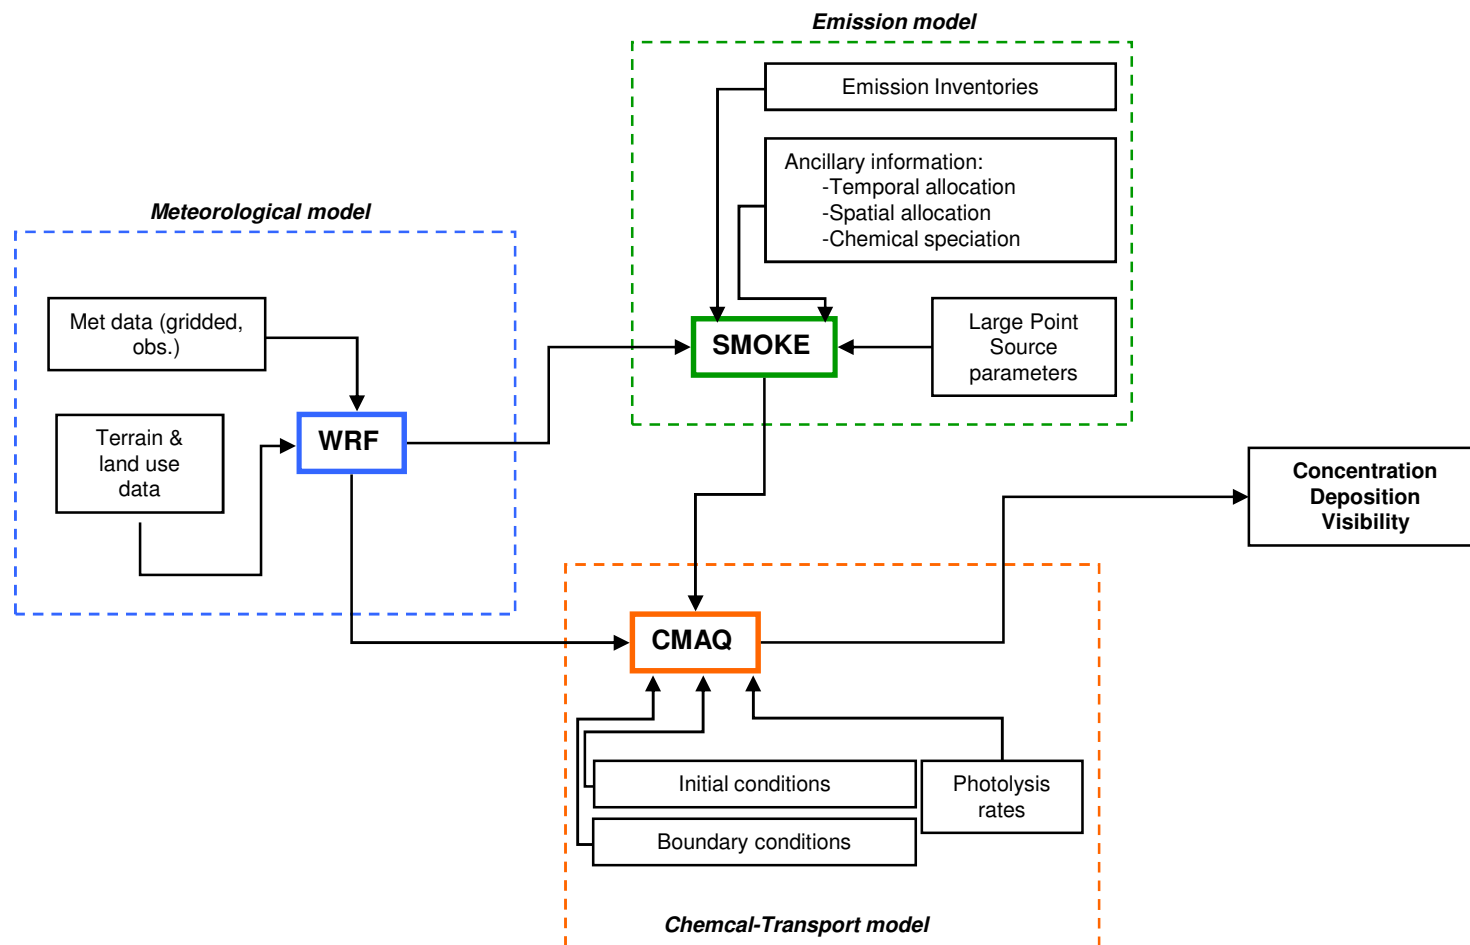 Emission model
Emission Inventories
Ancillary information:
-Temporal allocation
-Spatial allocation
-Chemical speciation
Meteorological model
Met data (gridded,
obs.)
SMOKE
Large Point
Source
parameters
Terrain &
land use
data
WRF
Concentration
Deposition
Visibility
CMAQ
Initial conditions
Photolysis
rates
Boundary conditions
Chemcal-Transport model